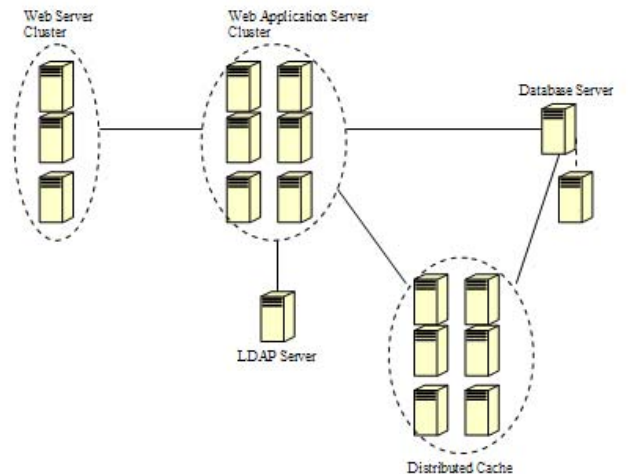 Web Server
Cluster
Web Application Server
Cluster
Database Server
LDAP Server
Distributed Cache